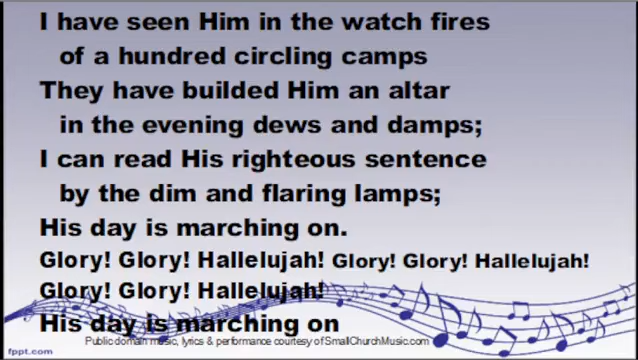 I have seen Him in the watch fires
of a hundred circling camps
They have builded Him an altar
in the evening dews and damps;
I can read His righteous sentence
by the dim and flaring lamps;
His day is marching on.
Glory! Glory! Hallelujah! Glory! Glory! Hallelujah!
Glory! Glory! Hallelujah!
His day is marching on
Public domain music, lyrics & performance courtesy of SmallChurchMusic.com
fppt.com